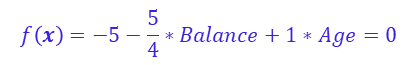 f(x) = −5 − 5/4 * Balance + 1 * Age = 0